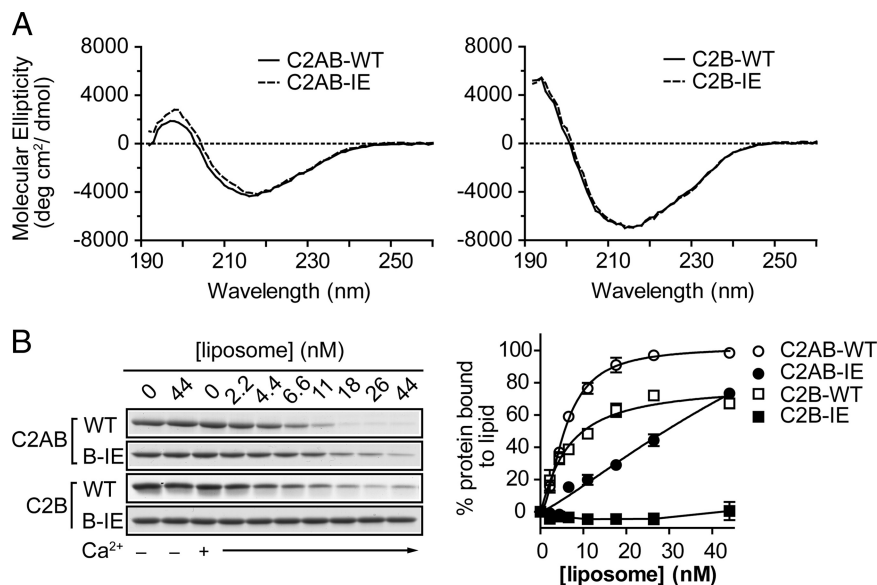 A
Molecular Ellipticity
(deg cm²/ dmol)
8000
4000
0
-4000
-8000
C2AB-WT
C2AB-IE
190
210
230
250
Wavelength (nm)
8000
4000
0
-4000
-8000
C2B-WT
C2B-IE
190
210
230
250
Wavelength (nm)
B
[liposome] (nM)
0 44 0 2.2 4.4 6.6 11 18 26 44
C2AB
WT
B-IE
C2B
WT
B-IE
Ca²⁺ – – +
% protein bound
to lipid
100
80
60
40
20
0
0 10 20 30 40
[liposome] (nM)
C2AB-WT
C2AB-IE
C2B-WT
C2B-IE